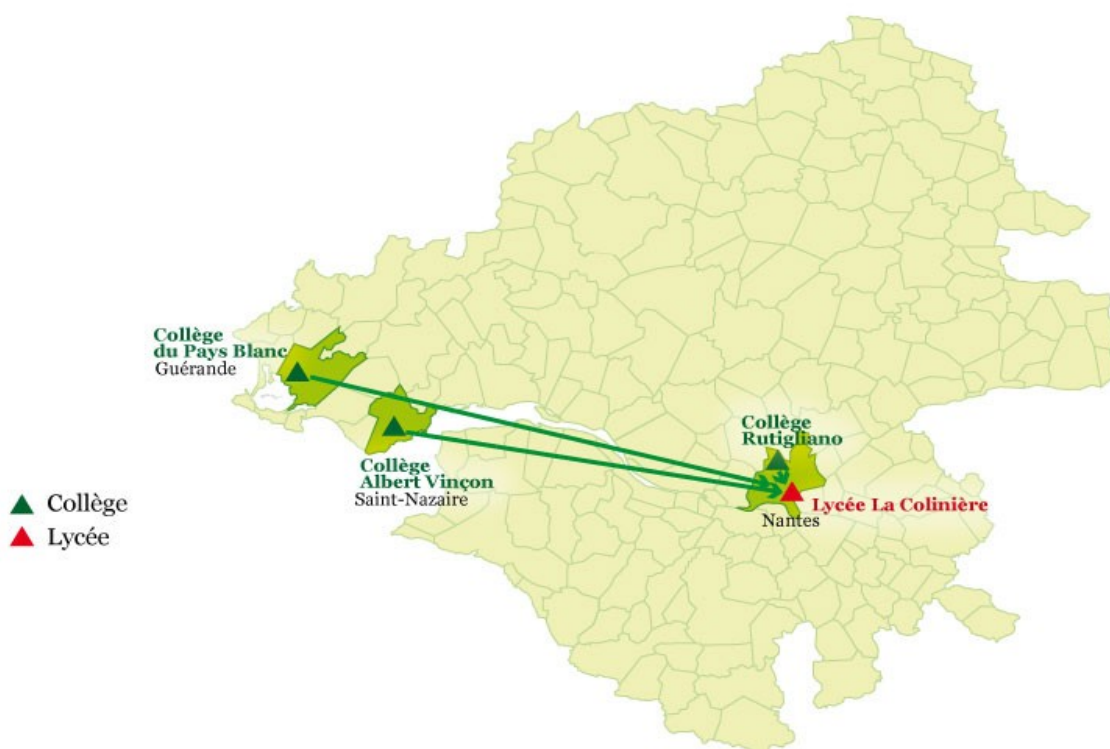 Collège
du Pays Blanc
Guérande
Collège
Albert Vinçon
Saint-Nazaire
Collège
Rutigliano
Lycée La Colinière
Nantes
Collège
Lycée